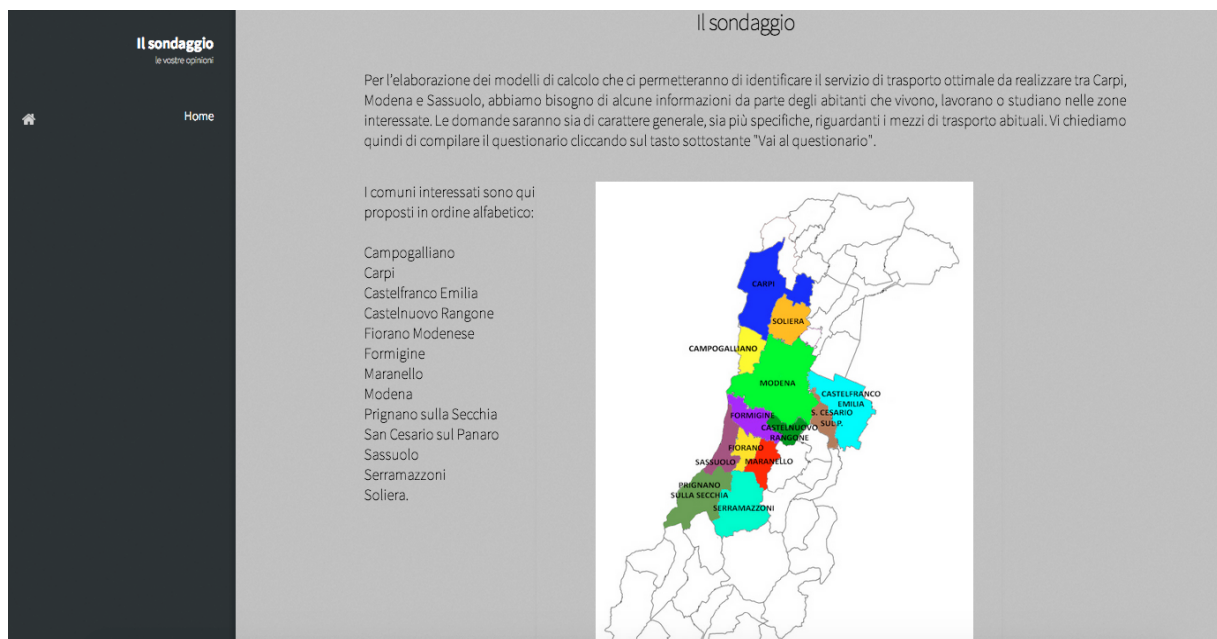 Il sondaggio
le vostre opinioni
Home
Il sondaggio
Per l'elaborazione dei modelli di calcolo che ci permetteranno di identificare il servizio di trasporto ottimale da realizzare tra Carpi,
Modena e Sassuolo, abbiamo bisogno di alcune informazioni da parte degli abitanti che vivono, lavorano o studiano nelle zone
interessate. Le domande saranno sia di carattere generale, sia più specifiche, riguardanti i mezzi di trasporto abituali. Vi chiediamo
quindi di compilare il questionario cliccando sul tasto sottostante "Vai al questionario".
I comuni interessati sono qui
proposti in ordine alfabetico:
Campogalliano
Carpi
Castelfranco Emilia
Castelnuovo Rangone
Fiorano Modenese
Formigine
Maranello
Modena
Prignano sulla Secchia
San Cesario sul Panaro
Sassuolo
Serramazzoni
Soliera.
CARPI
SOLIERA
CAMPOGALLIANO
MODENA
CASTELFRANCO
EMILIA
S. CESARIO
SUL P.
FORMIGINE
CASTELNUOVO
RANGONE
FIORANO
SASSUOLO
MARANELLO
PRIGNANO
SULLA SECCHIA
SERRAMAZZONI